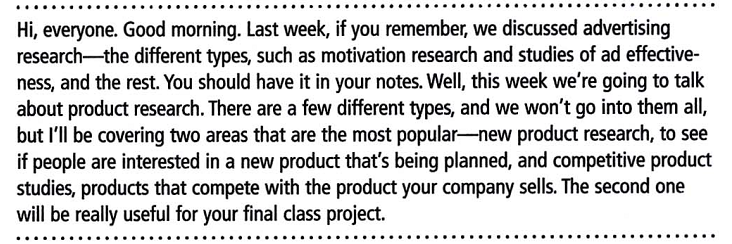 Hi, everyone. Good morning. Last week, if you remember, we discussed advertising
research—the different types, such as motivation research and studies of ad effective-
ness, and the rest. You should have it in your notes. Well, this week we're going to talk
about product research. There are a few different types, and we won't go into them all,
but I'll be covering two areas that are the most popular—new product research, to see
if people are interested in a new product that's being planned, and competitive product
studies, products that compete with the product your company sells. The second one
will be really useful for your final class project.